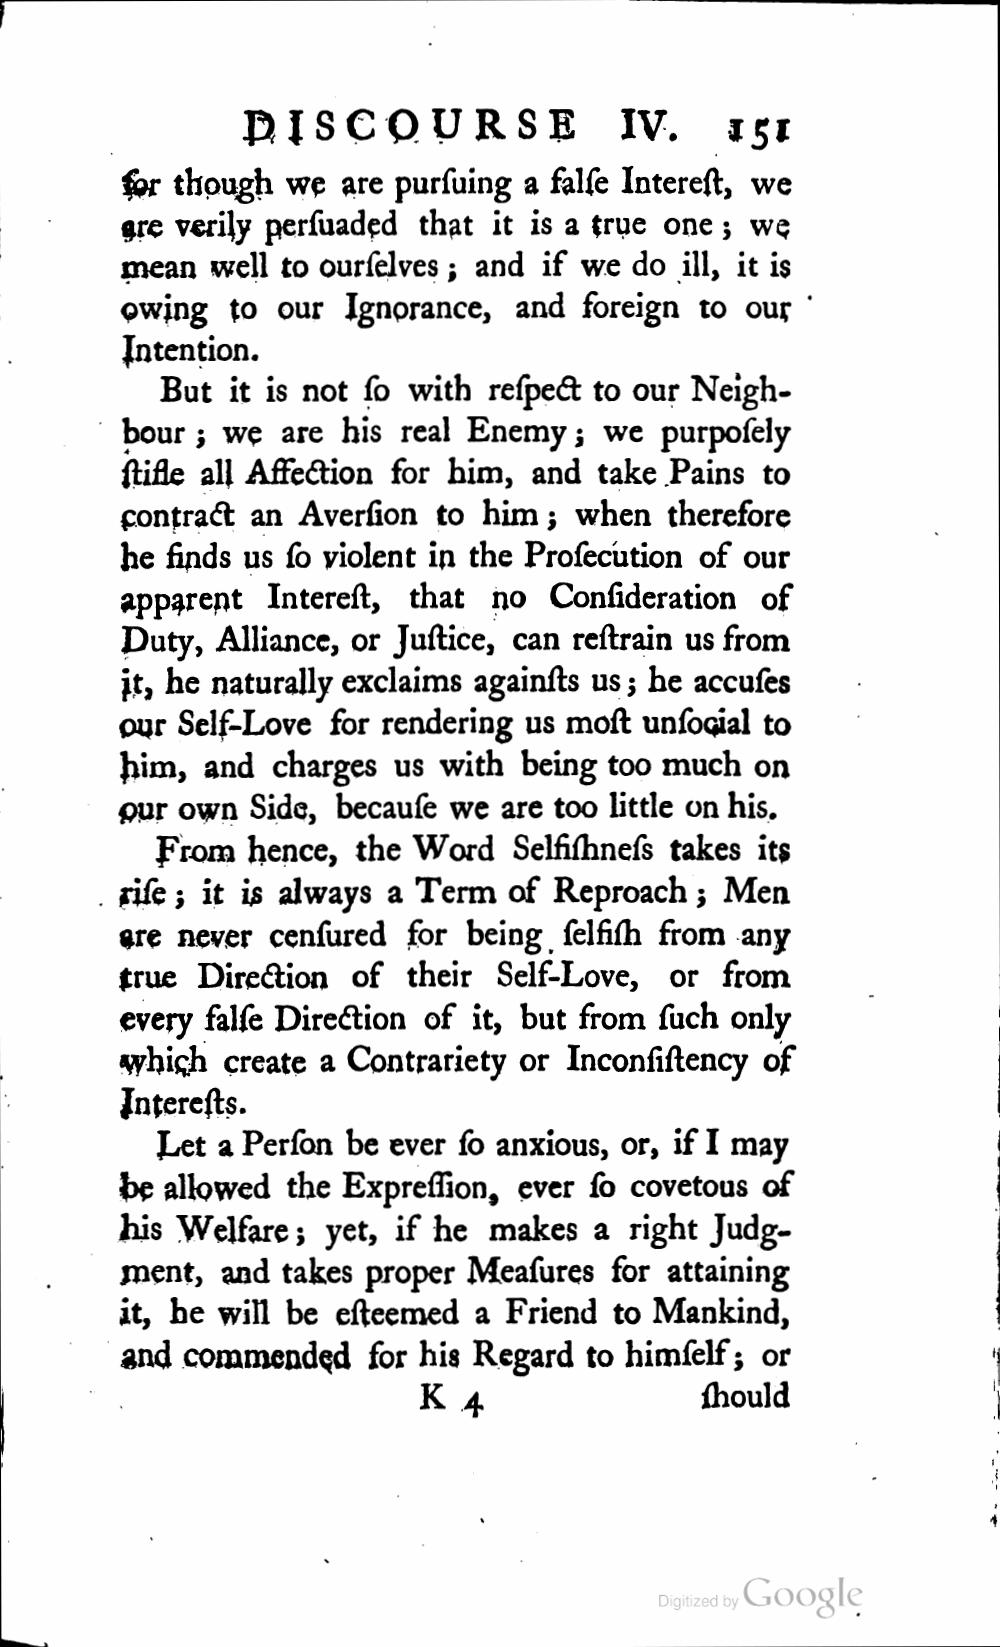 DISCOURSE IV. 151
for though we are purſuing a falſe Intereſt, we
are verily perſuaded that it is a true one; we
mean well to ourſelves; and if we do ill, it is
owing to our Ignorance, and foreign to our
Intention.
But it is not ſo with reſpect to our Neigh-
bour; we are his real Enemy; we purpoſely
ſtifle all Affection for him, and take Pains to
contract an Averſion to him; when therefore
he finds us ſo violent in the Proſecution of our
apparent Intereſt, that no Conſideration of
Duty, Alliance, or Juſtice, can reſtrain us from
it, he naturally exclaims againſts us; he accuſes
our Self-Love for rendering us moſt unſocial to
him, and charges us with being too much on
our own Side, becauſe we are too little on his.
From hence, the Word Selfiſhneſs takes its
riſe; it is always a Term of Reproach; Men
are never cenſured for being ſelfiſh from any
true Direction of their Self-Love, or from
every falſe Direction of it, but from ſuch only
which create a Contrariety or Inconſiſtency of
Intereſts.
Let a Perſon be ever ſo anxious, or, if I may
be allowed the Expreſſion, ever ſo covetous of
his Welfare; yet, if he makes a right Judg-
ment, and takes proper Meaſures for attaining
it, he will be eſteemed a Friend to Mankind,
and commended for his Regard to himſelf; or
K 4 ſhould
Digitized by Google